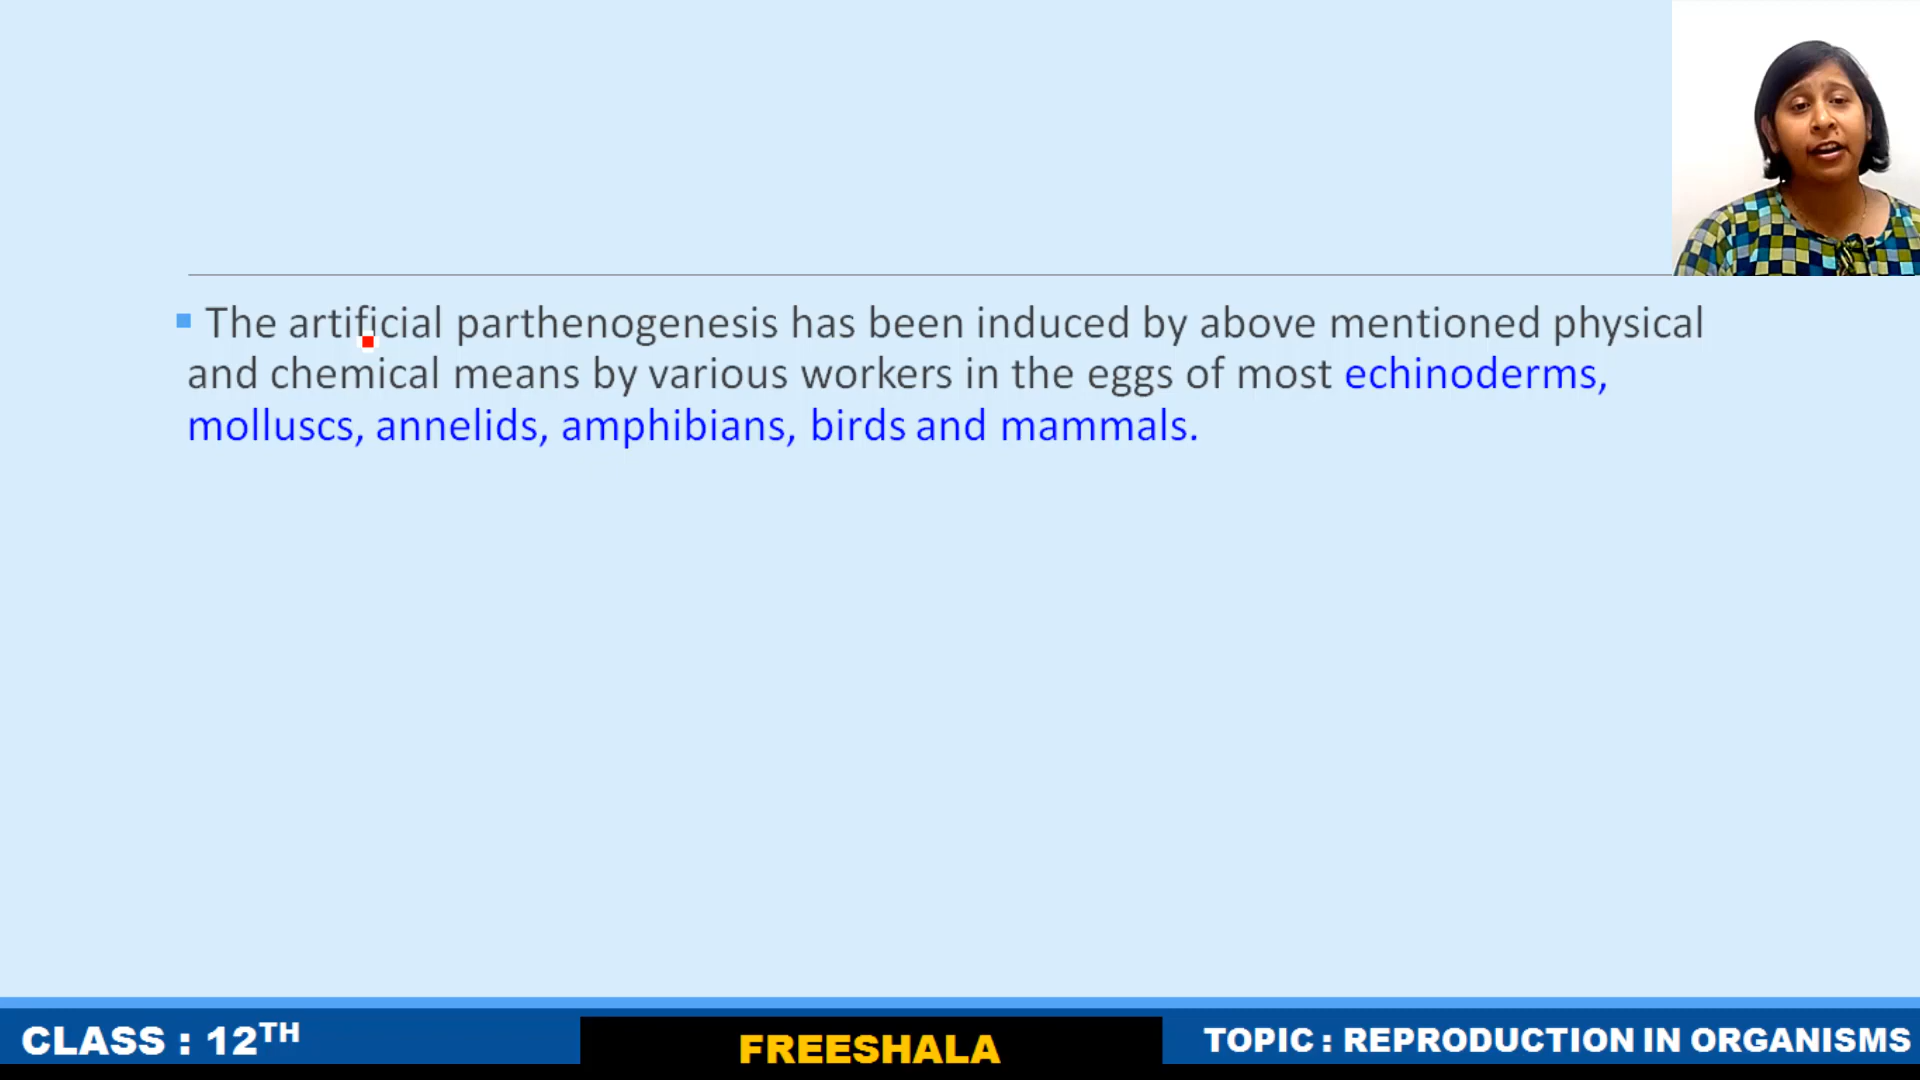 The artificial parthenogenesis has been induced by above mentioned physical
and chemical means by various workers in the eggs of most echinoderms,
molluscs, annelids, amphibians, birds and mammals.
CLASS : 12TH
FREESHALA
TOPIC : REPRODUCTION IN ORGANISMS